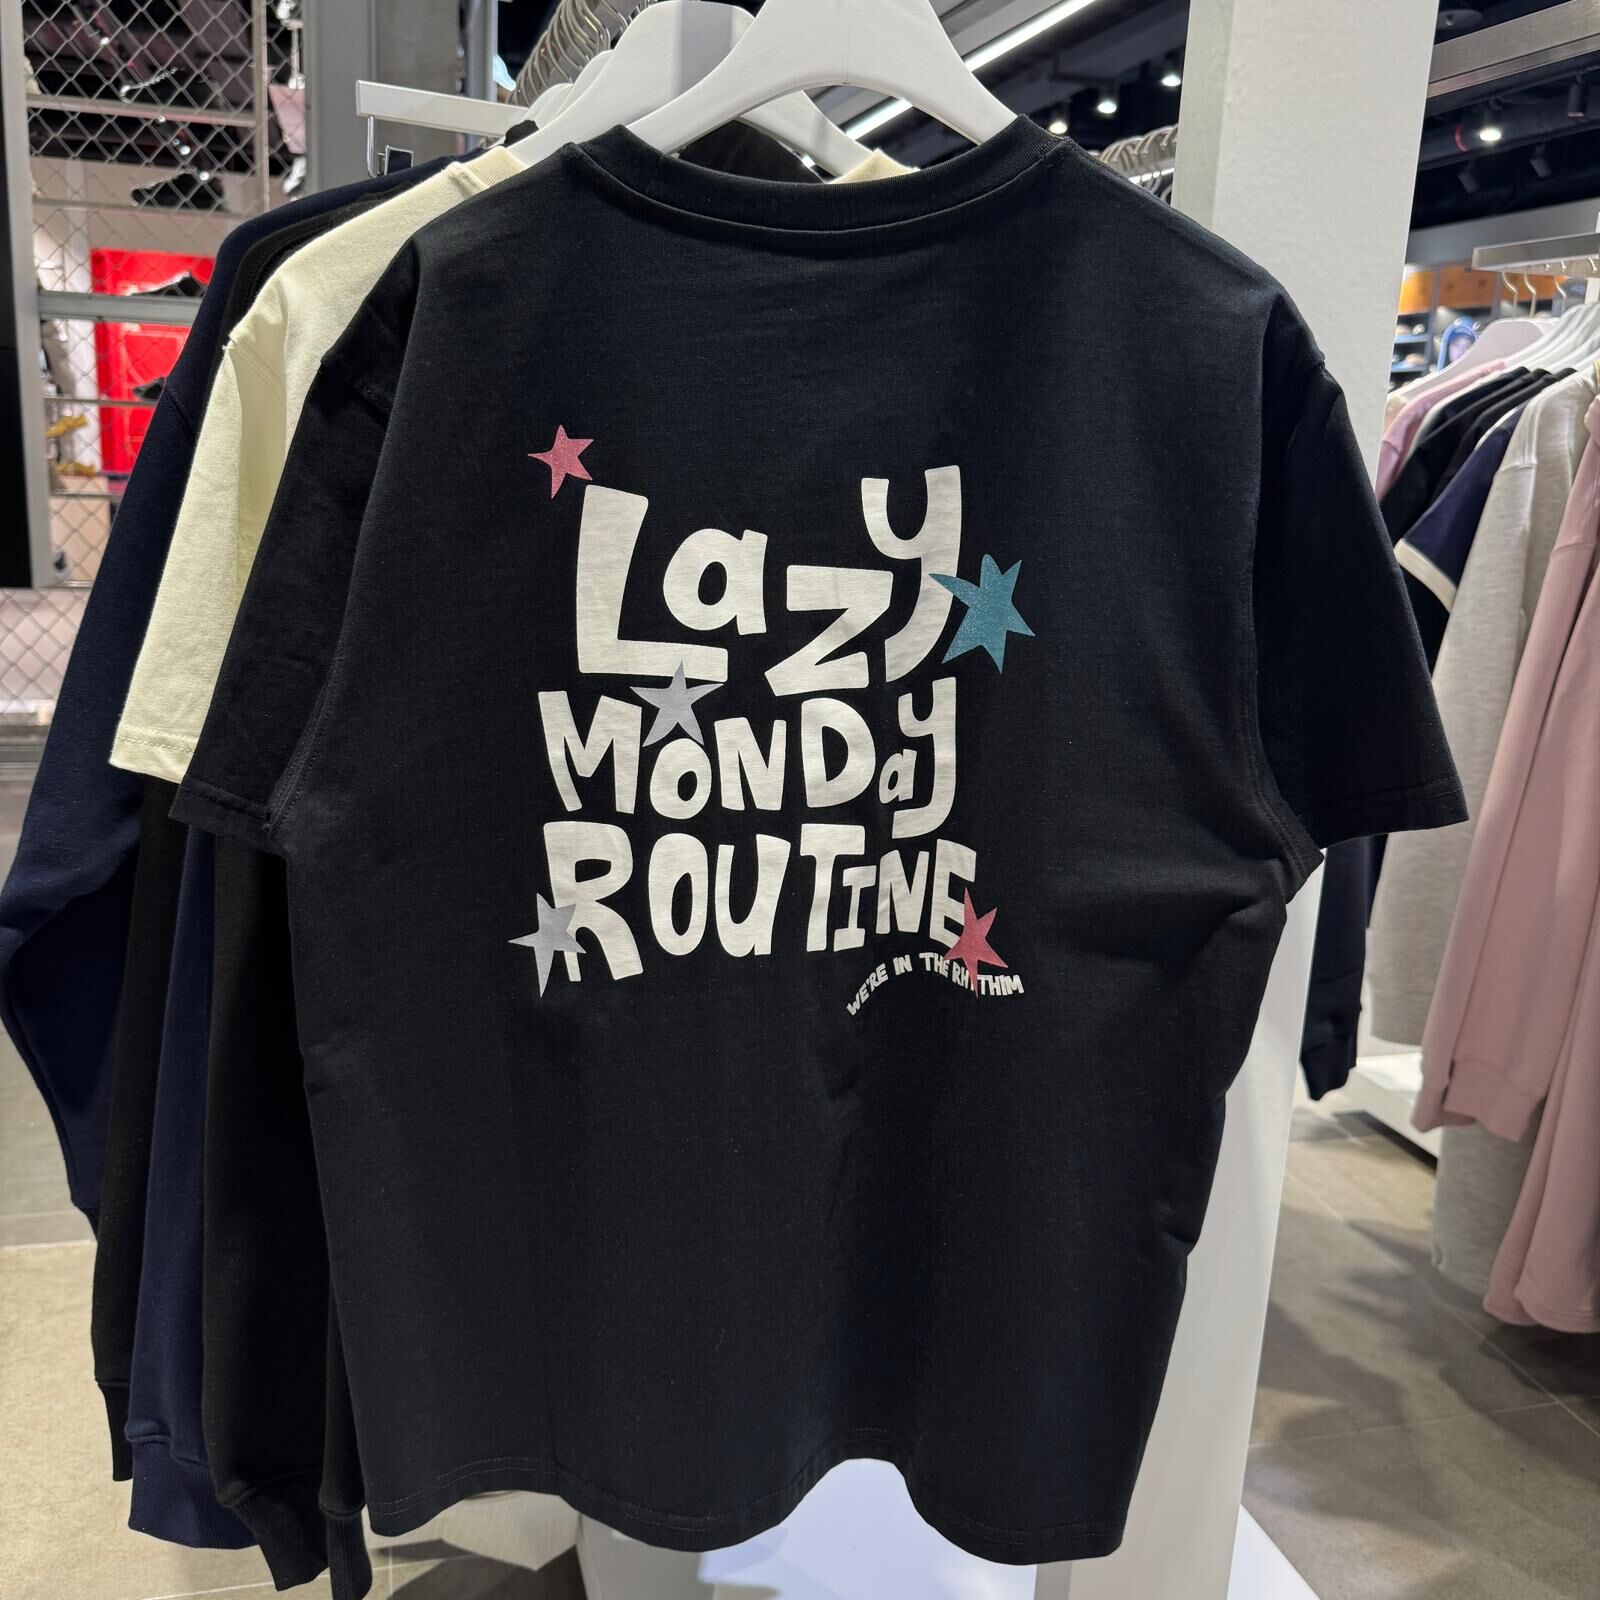 Lazy
MONDay
ROUTINE
WE'RE IN THE RHYTHIM